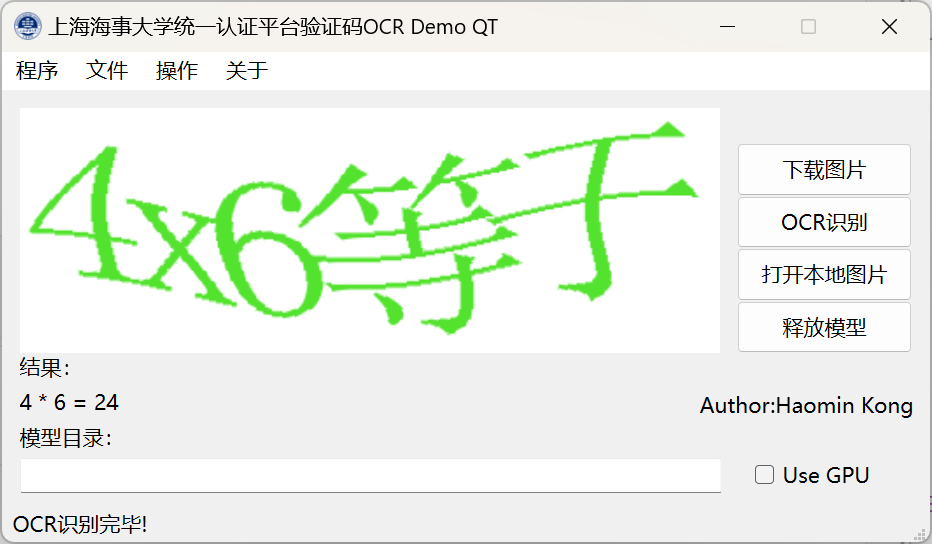 上海海事大学统一认证平台验证码OCR Demo QT
程序 文件 操作 关于
4x6等于
下载图片
OCR识别
打开本地图片
释放模型
结果：
4 * 6 = 24
Author:Haomin Kong
模型目录：
Use GPU
OCR识别完毕!